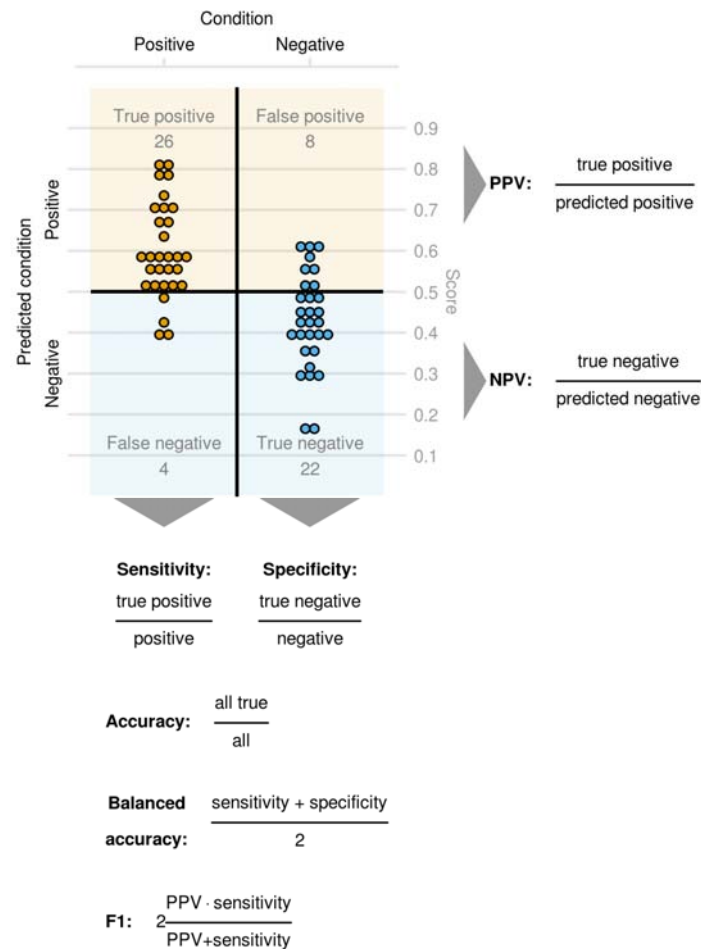 Condition
Positive Negative
True positive False positive
26 8
0.9
0.8
0.7
0.6
0.5
0.4
0.3
0.2
0.1
Score
Predicted condition
Positive
Negative
False negative True negative
4 22
PPV: true positive
predicted positive
NPV: true negative
predicted negative
Sensitivity: Specificity:
true positive true negative
positive negative
Accuracy: all true
all
Balanced accuracy: sensitivity + specificity
2
F1: 2 PPV · sensitivity
PPV+sensitivity